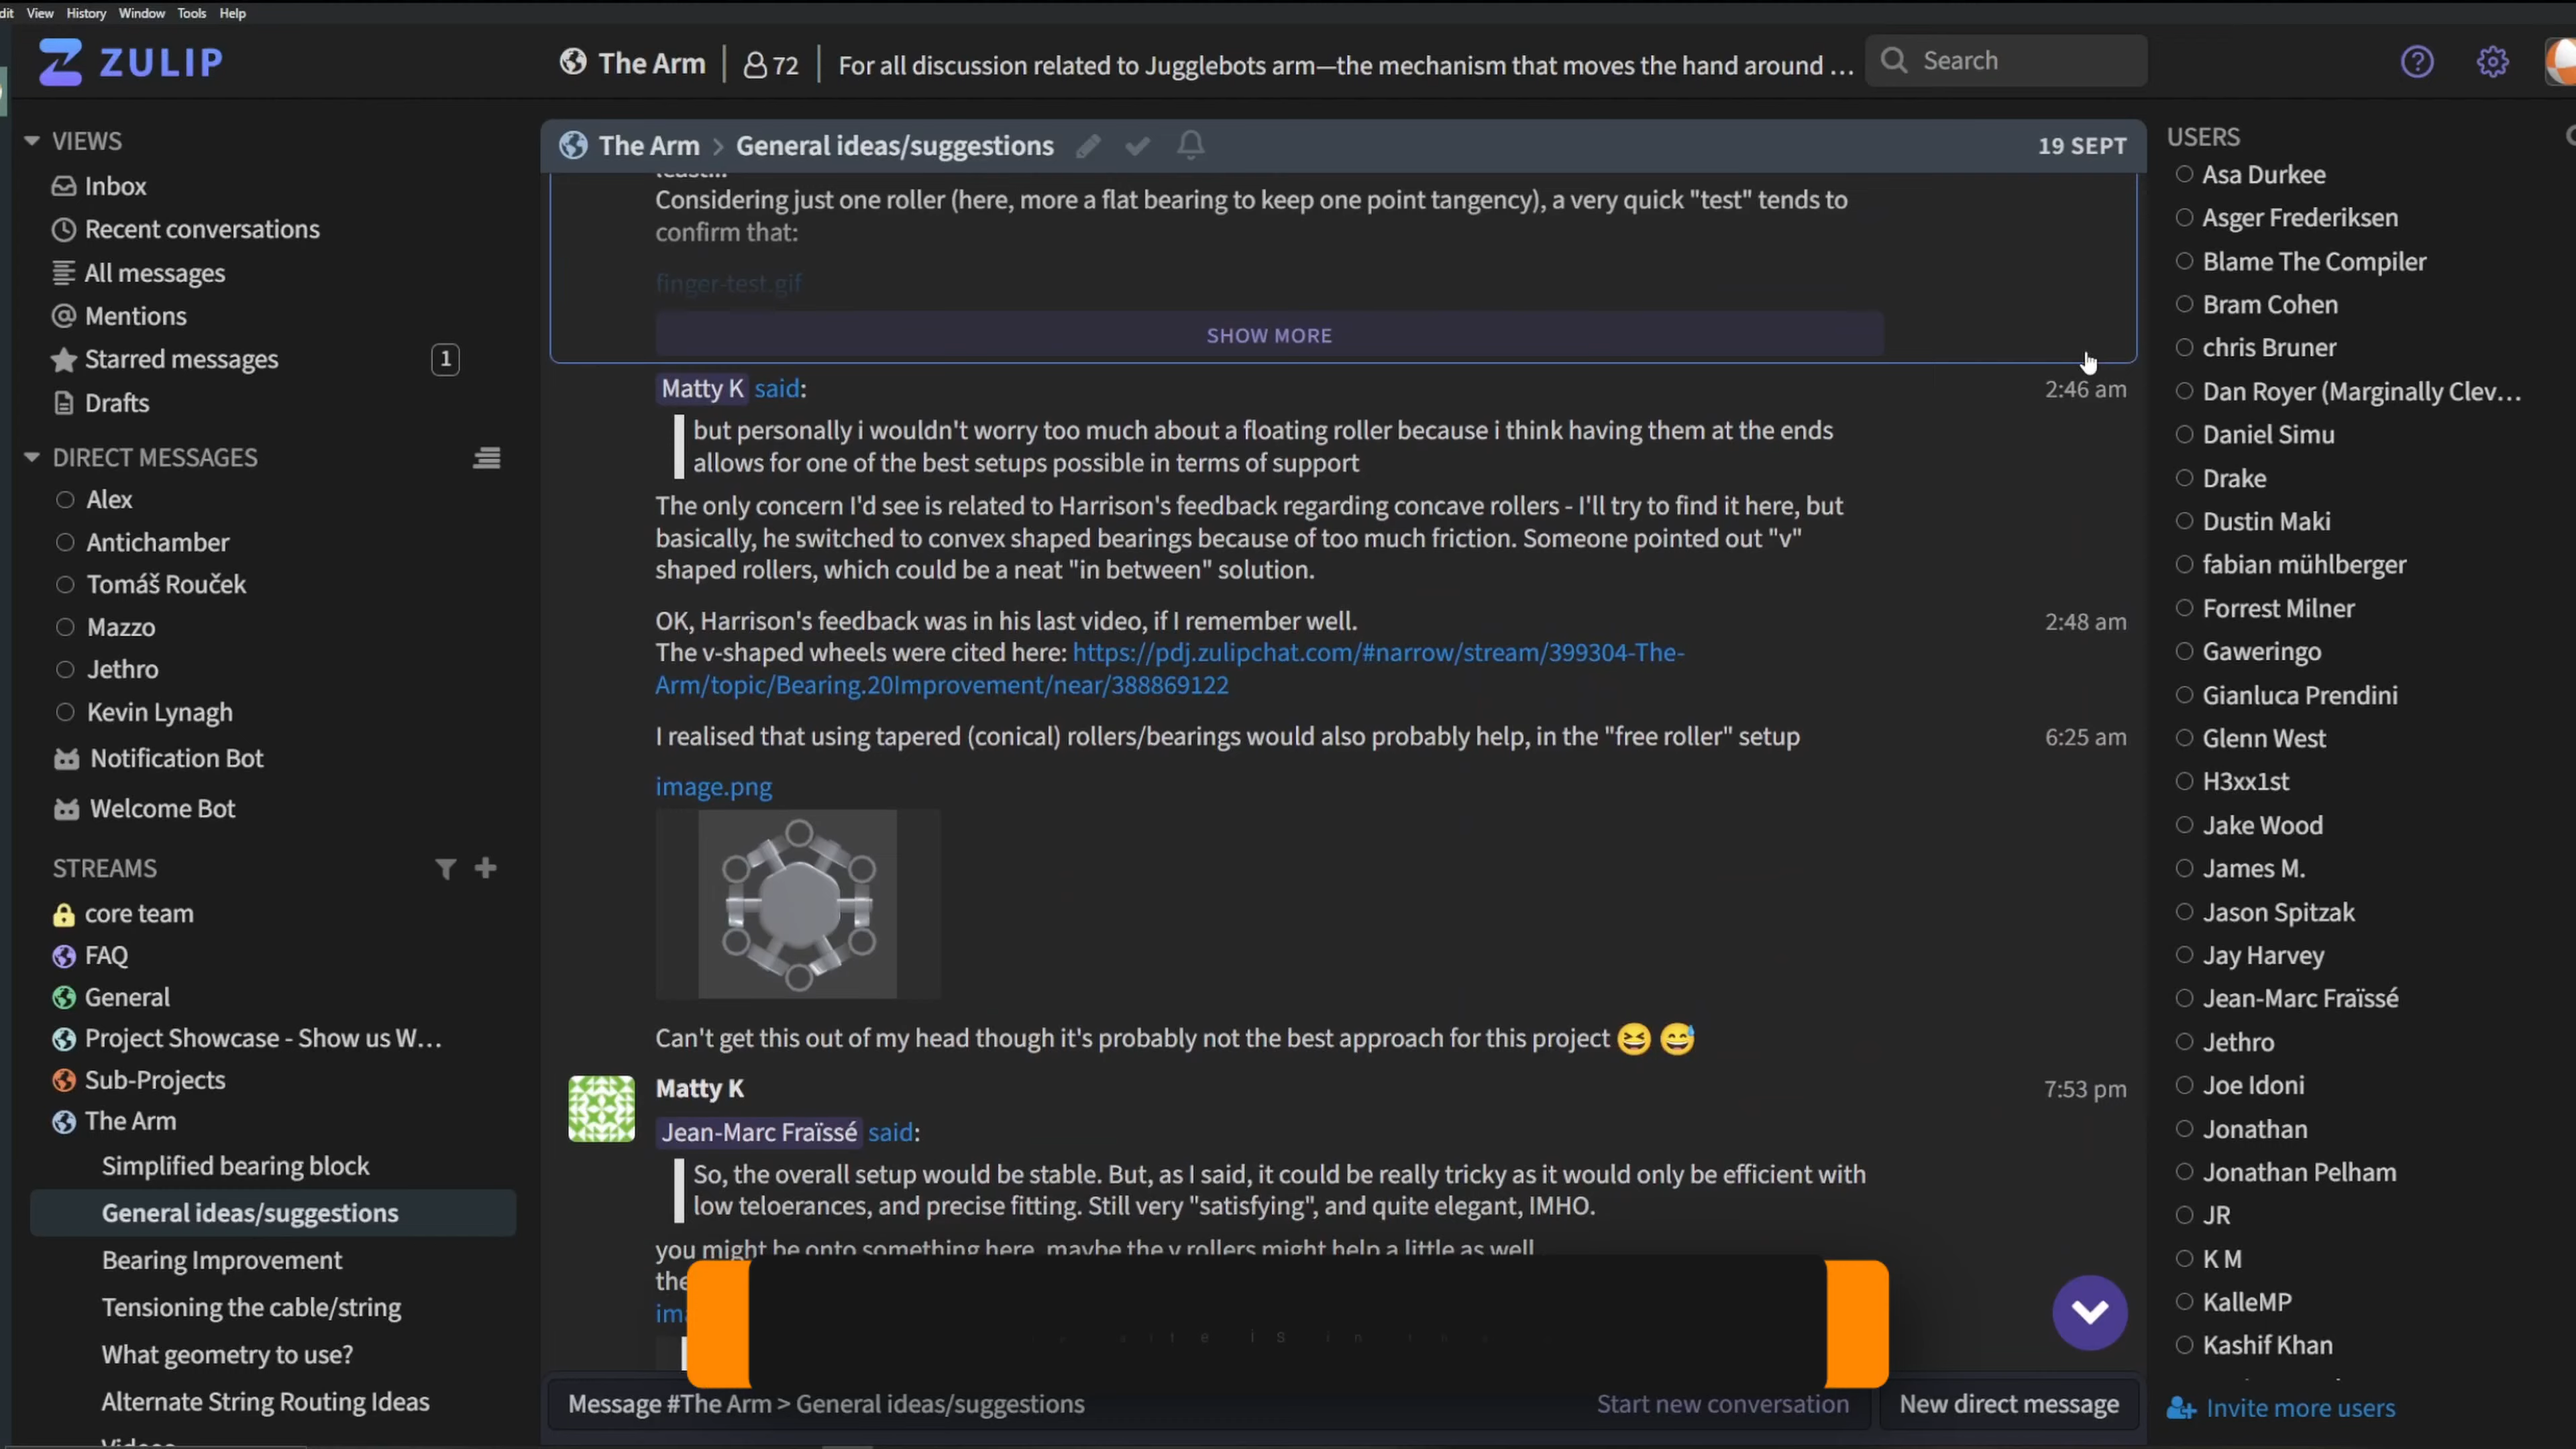 dit View History Window Tools Help
ZULIP
The Arm
72
For all discussion related to Jugglebots arm—the mechanism that moves the hand around ...
Search
VIEWS
Inbox
Recent conversations
All messages
Mentions
Starred messages
1
Drafts
DIRECT MESSAGES
Alex
Antichamber
Tomáš Rouček
Mazzo
Jethro
Kevin Lynagh
Notification Bot
Welcome Bot
STREAMS
core team
FAQ
General
Project Showcase - Show us W...
Sub-Projects
The Arm
Simplified bearing block
General ideas/suggestions
Bearing Improvement
Tensioning the cable/string
What geometry to use?
Alternate String Routing Ideas
Videos
The Arm > General ideas/suggestions
19 SEPT
least...
Considering just one roller (here, more a flat bearing to keep one point tangency), a very quick "test" tends to
confirm that:
finger-test.gif
SHOW MORE
Matty K said:
2:46 am
but personally i wouldn't worry too much about a floating roller because i think having them at the ends
allows for one of the best setups possible in terms of support
The only concern I'd see is related to Harrison's feedback regarding concave rollers - I'll try to find it here, but
basically, he switched to convex shaped bearings because of too much friction. Someone pointed out "v"
shaped rollers, which could be a neat "in between" solution.
OK, Harrison's feedback was in his last video, if I remember well.
2:48 am
The v-shaped wheels were cited here: https://pdj.zulipchat.com/#narrow/stream/399304-The-
Arm/topic/Bearing.20Improvement/near/388869122
I realised that using tapered (conical) rollers/bearings would also probably help, in the "free roller" setup
6:25 am
image.png
Can't get this out of my head though it's probably not the best approach for this project 😆 😅
Matty K
7:53 pm
Jean-Marc Fraïssé said:
So, the overall setup would be stable. But, as I said, it could be really tricky as it would only be efficient with
low teloerances, and precise fitting. Still very "satisfying", and quite elegant, IMHO.
you might be onto something here, maybe the v rollers might help a little as well
the
Message #The Arm > General ideas/suggestions
Start new conversation
New direct message
USERS
Asa Durkee
Asger Frederiksen
Blame The Compiler
Bram Cohen
chris Bruner
Dan Royer (Marginally Clev...
Daniel Simu
Drake
Dustin Maki
fabian mühlberger
Forrest Milner
Gaweringo
Gianluca Prendini
Glenn West
H3xx1st
Jake Wood
James M.
Jason Spitzak
Jay Harvey
Jean-Marc Fraïssé
Jethro
Joe Idoni
Jonathan
Jonathan Pelham
JR
K M
KalleMP
Kashif Khan
Invite more users